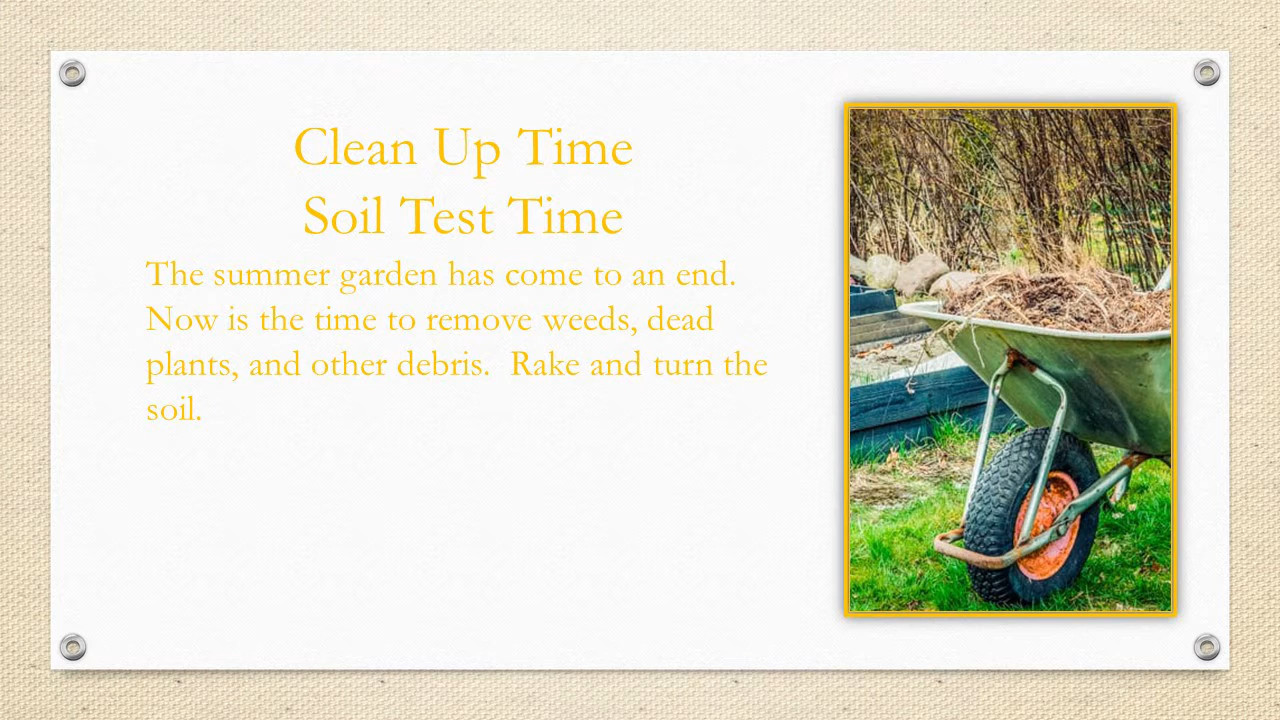 Clean Up Time
Soil Test Time
The summer garden has come to an end.
Now is the time to remove weeds, dead
plants, and other debris.  Rake and turn the
soil.